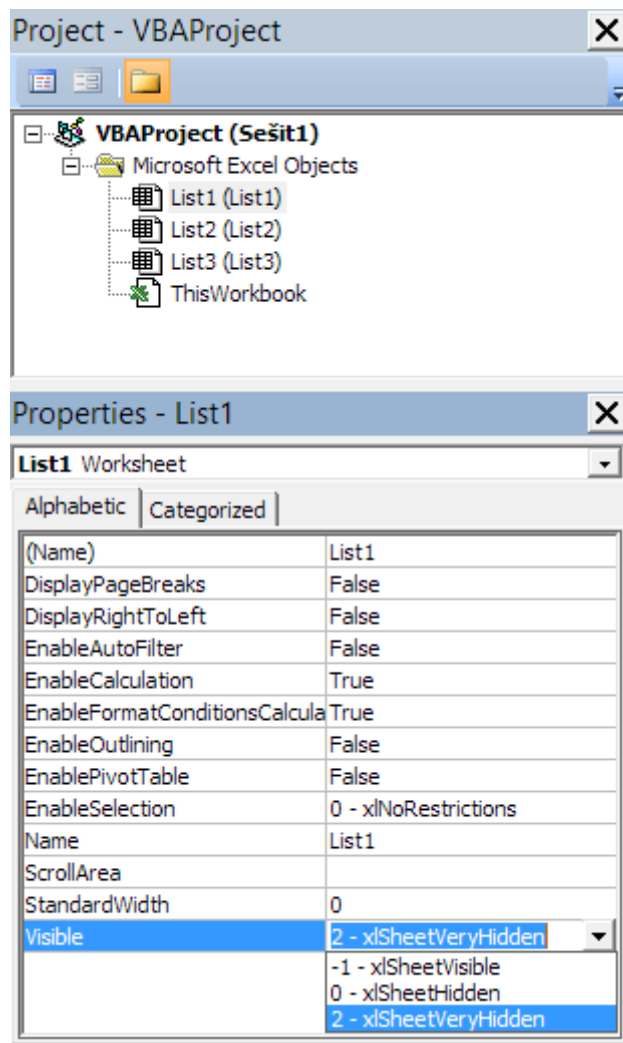 Project - VBAProject
VBAProject (Sešit1)
Microsoft Excel Objects
List1 (List1)
List2 (List2)
List3 (List3)
ThisWorkbook
Properties - List1
List1 Worksheet
Alphabetic Categorized
(Name) List1
DisplayPageBreaks False
DisplayRightToLeft False
EnableAutoFilter False
EnableCalculation True
EnableFormatConditionsCalcula True
EnableOutlining False
EnablePivotTable False
EnableSelection 0 - xlNoRestrictions
Name List1
ScrollArea
StandardWidth 0
Visible 2 - xlSheetVeryHidden
-1 - xlSheetVisible
0 - xlSheetHidden
2 - xlSheetVeryHidden